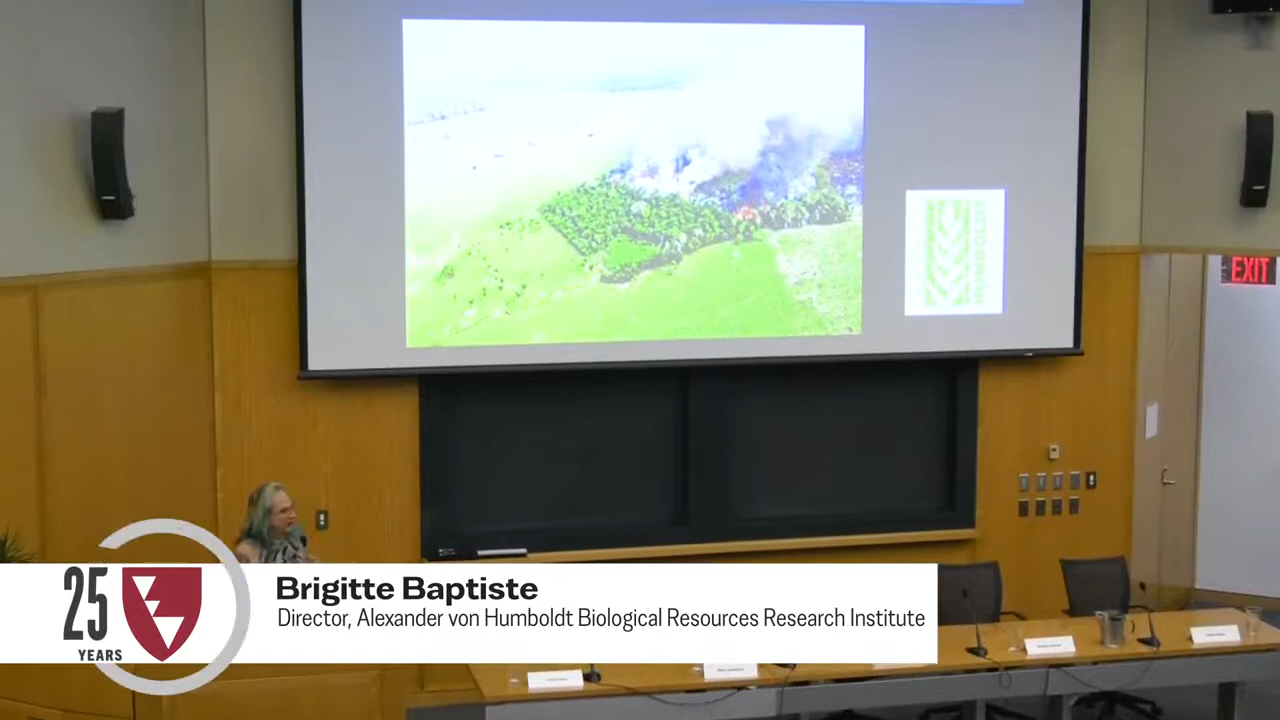 EXIT
Brigitte Baptiste
Director, Alexander von Humboldt Biological Resources Research Institute
25
YEARS